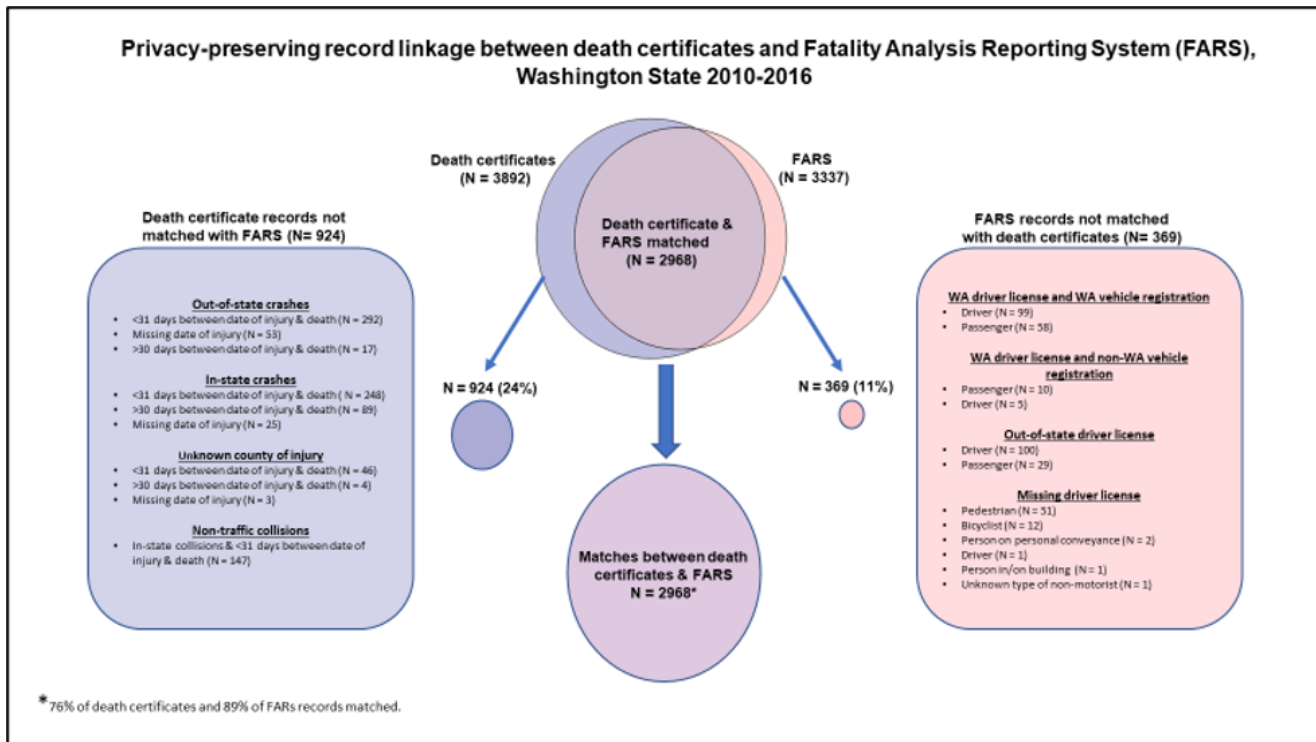 Privacy-preserving record linkage between death certificates and Fatality Analysis Reporting System (FARS),
Washington State 2010-2016
Death certificates
(N = 3892)
FARS
(N = 3337)
Death certificate &
FARS matched
(N = 2968)
Death certificate records not
matched with FARS (N= 924)
Out-of-state crashes
• <31 days between date of injury & death (N = 292)
• Missing date of injury (N = 53)
• >30 days between date of injury & death (N = 17)
In-state crashes
• <31 days between date of injury & death ( N = 248)
• >30 days between date of injury & death (N = 89)
• Missing date of injury (N = 25)
Unknown county of injury
• <31 days between date of injury & death (N = 46)
• >30 days between date of injury & death (N = 4)
• Missing date of injury (N = 3)
Non-traffic collisions
• In-state collisions & <31 days between date of
injury & death (N = 147)
N = 924 (24%)
N = 369 (11%)
Matches between death
certificates & FARS
N = 2968*
FARS records not matched
with death certificates (N= 369)
WA driver license and WA vehicle registration
• Driver (N = 99)
• Passenger (N = 58)
WA driver license and non-WA vehicle
registration
• Passenger (N = 10)
• Driver (N = 5)
Out-of-state driver license
• Driver (N = 100)
• Passenger (N = 29)
Missing driver license
• Pedestrian (N = 51)
• Bicyclist (N = 12)
• Person on personal conveyance (N = 2)
• Driver (N = 1)
• Person in/on building (N = 1)
• Unknown type of non-motorist (N = 1)
*76% of death certificates and 89% of FARs records matched.